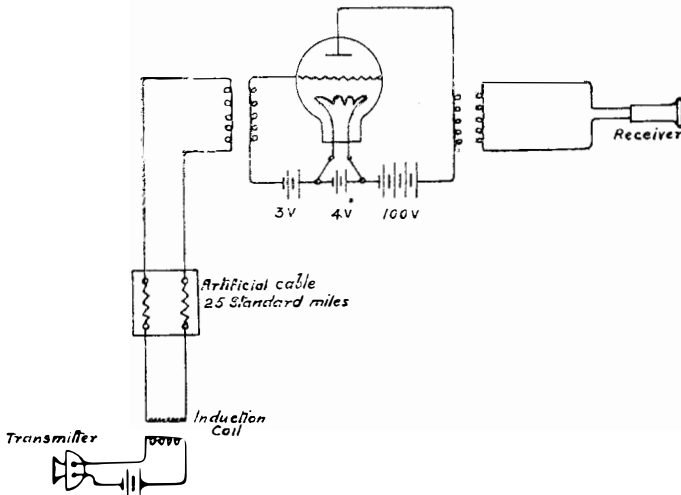 Receiver
3V
4V
100V
Artificial cable
25 Standard miles
Induction
Coil
Transmitter